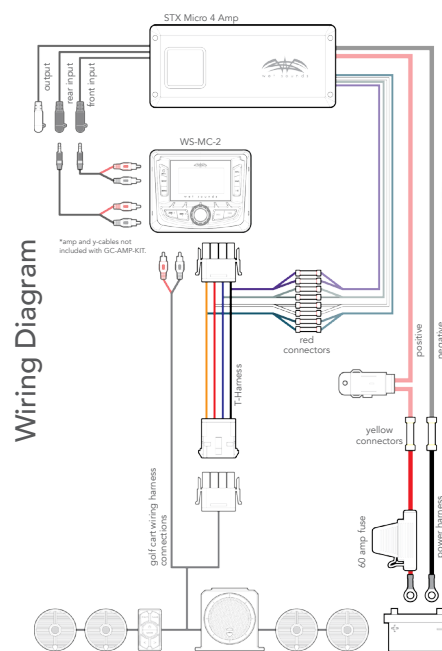 Wiring Diagram
STX Micro 4 Amp
wet sounds
output
rear input
front input
WS-MC-2
*amp and y-cables not
included with GC-AMP-KIT.
red
connectors
T-Harness
positive
negative
yellow
connectors
golf cart wiring harness
connections
60 amp fuse
power harness
+
-